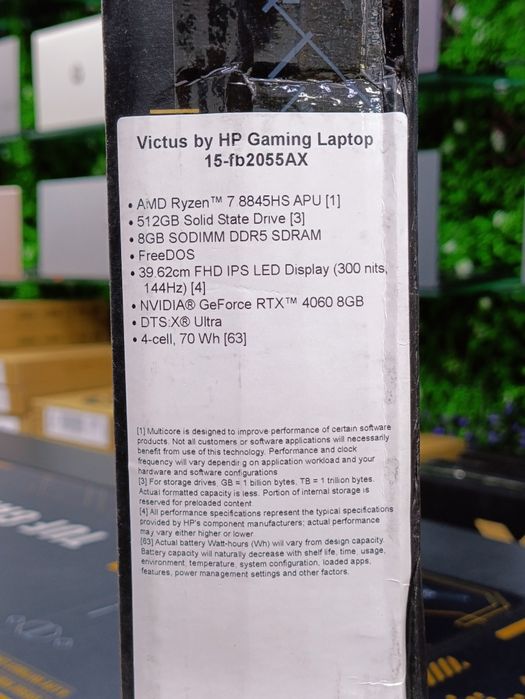 Victus by HP Gaming Laptop
15-fb2055AX
• AMD Ryzen™ 7 8845HS APU [1]
• 512GB Solid State Drive [3]
• 8GB SODIMM DDR5 SDRAM
• FreeDOS
• 39.62cm FHD IPS LED Display (300 nits,
144Hz) [4]
• NVIDIA® GeForce RTX™ 4060 8GB
• DTS:X® Ultra
• 4-cell, 70 Wh [63]
[1] Multicore is designed to improve performance of certain software
products. Not all customers or software applications will necessarily
benefit from use of this technology. Performance and clock
frequency will vary depending on application workload and your
hardware and software configurations
[3] For storage drives, GB = 1 billion bytes, TB = 1 trillion bytes.
Actual formatted capacity is less. Portion of internal storage is
reserved for preloaded content
[4] All performance specifications represent the typical specifications
provided by HP's component manufacturers; actual performance
may vary either higher or lower
[63] Actual battery Watt-hours (Wh) will vary from design capacity.
Battery capacity will naturally decrease with shelf life, time, usage,
environment, temperature, system configuration, loaded apps,
features, power management settings and other factors.